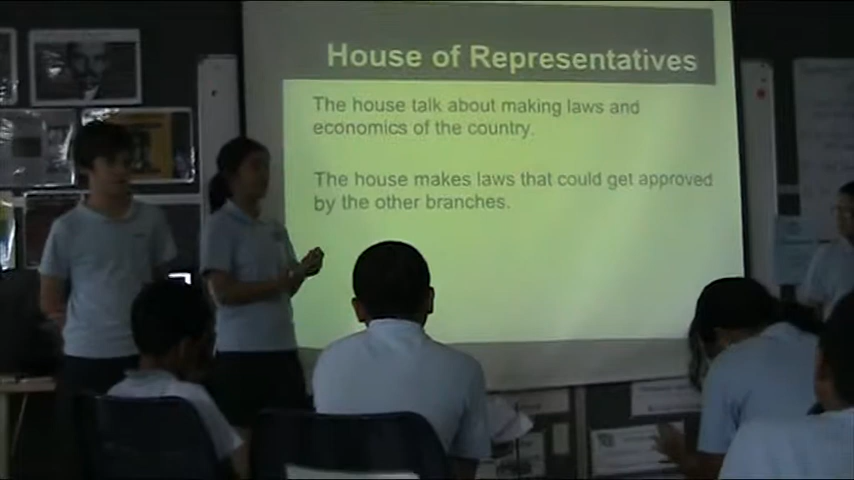 House of Representatives
The house talk about making laws and
economics of the country.
The house makes laws that could get approved
by the other branches.